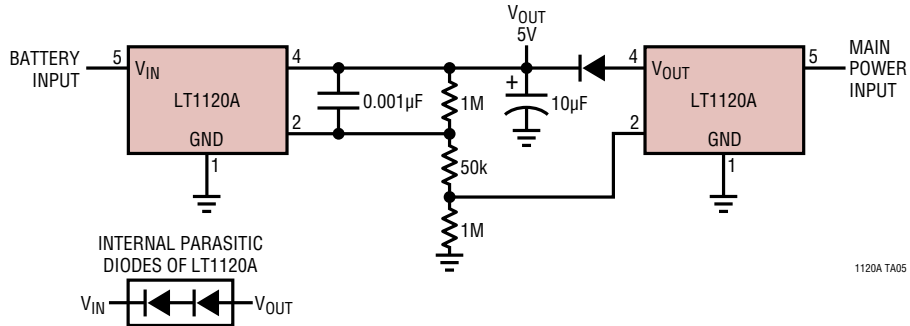 V_OUT
5V
BATTERY
INPUT
5
V_IN
LT1120A
GND
1
4
2
0.001µF
1M
50k
1M
+
10µF
4
V_OUT
LT1120A
GND
1
2
5
MAIN
POWER
INPUT
INTERNAL PARASITIC
DIODES OF LT1120A
V_IN
V_OUT
1120A TA05